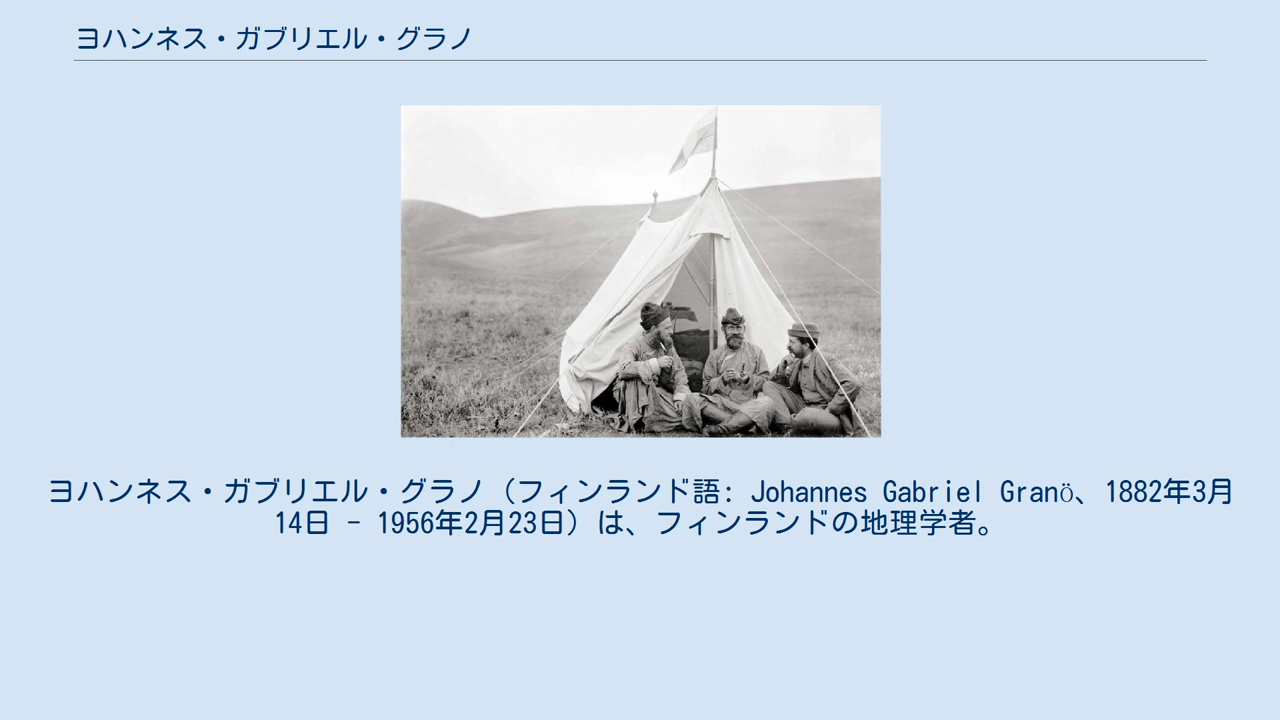 ヨハンネス・ガブリエル・グラノ
ヨハンネス・ガブリエル・グラノ（フィンランド語: Johannes Gabriel Granö、1882年3月
14日 - 1956年2月23日）は、フィンランドの地理学者。